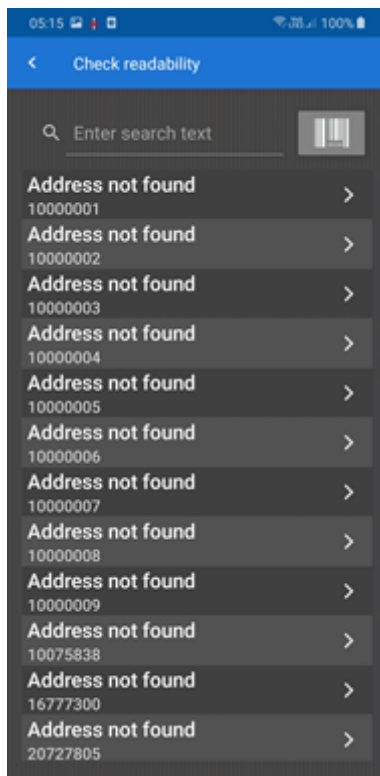 05:15 100%
Check readability
Enter search text
Address not found
10000001
Address not found
10000002
Address not found
10000003
Address not found
10000004
Address not found
10000005
Address not found
10000006
Address not found
10000007
Address not found
10000008
Address not found
10000009
Address not found
10075838
Address not found
16777300
Address not found
20727805